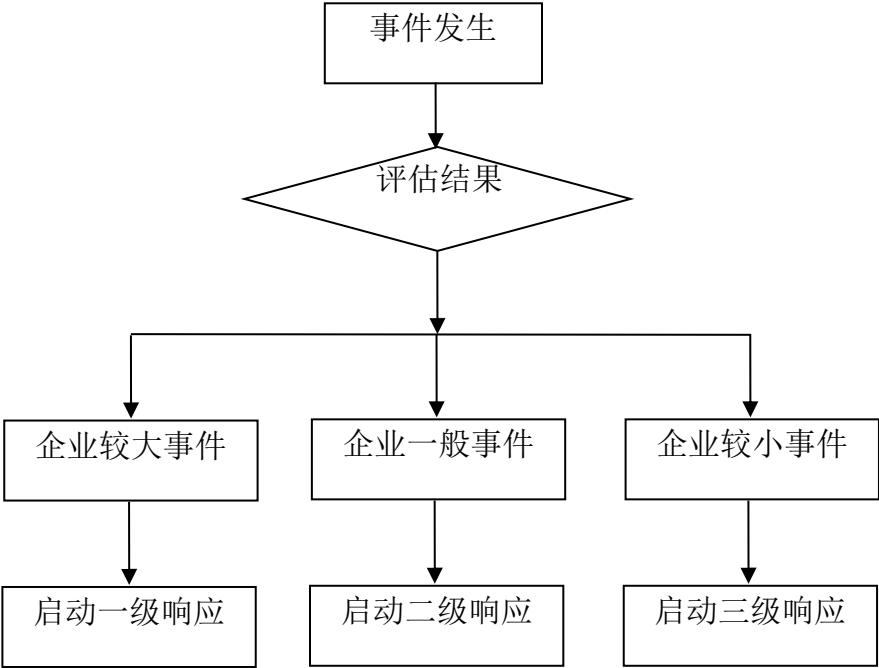 事件发生
评估结果
企业较大事件
企业一般事件
企业较小事件
启动一级响应
启动二级响应
启动三级响应